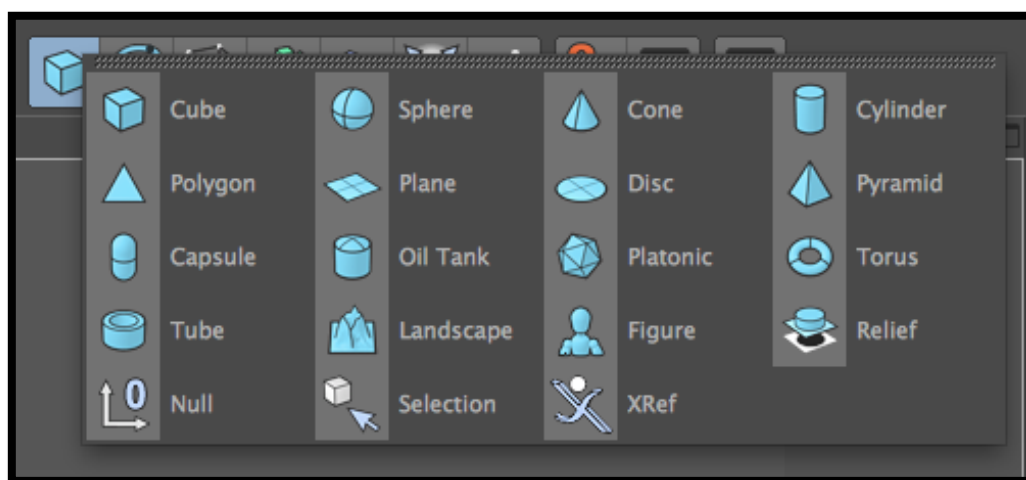 Cube Sphere Cone Cylinder
Polygon Plane Disc Pyramid
Capsule Oil Tank Platonic Torus
Tube Landscape Figure Relief
0 Null Selection XRef